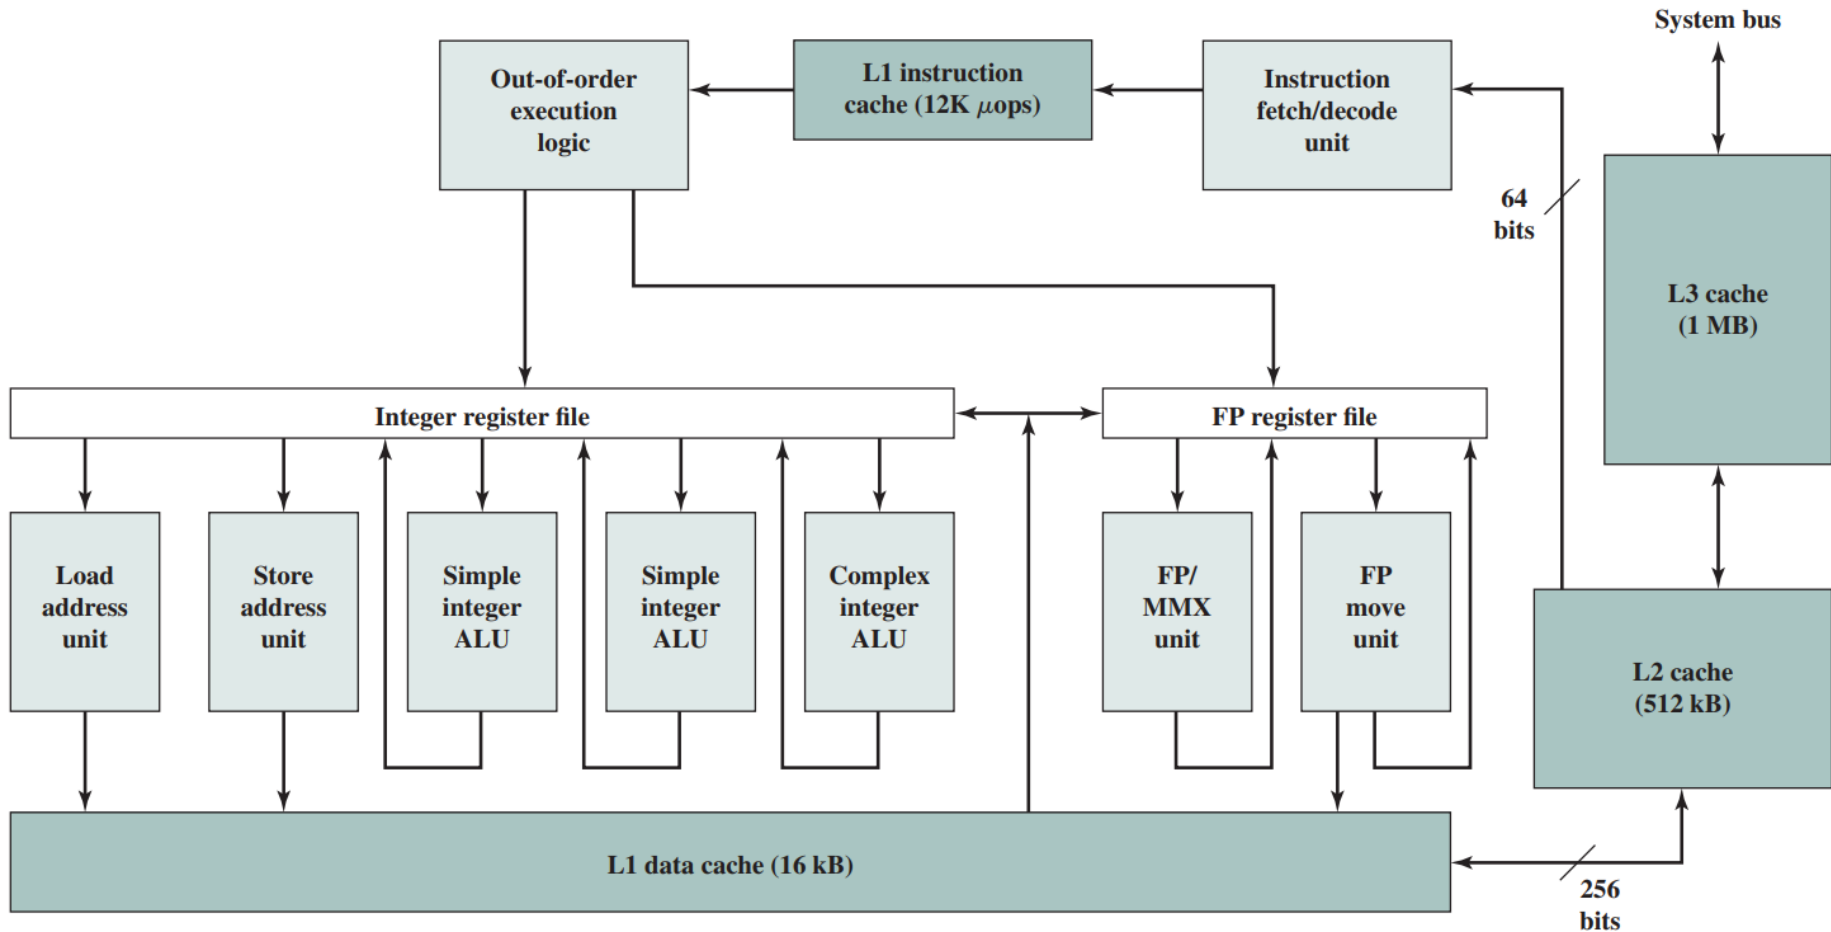 System bus
Out-of-order
execution
logic
L1 instruction
cache (12K μops)
Instruction
fetch/decode
unit
64
bits
L3 cache
(1 MB)
Integer register file
FP register file
Load
address
unit
Store
address
unit
Simple
integer
ALU
Simple
integer
ALU
Complex
integer
ALU
FP/
MMX
unit
FP
move
unit
L2 cache
(512 kB)
L1 data cache (16 kB)
256
bits